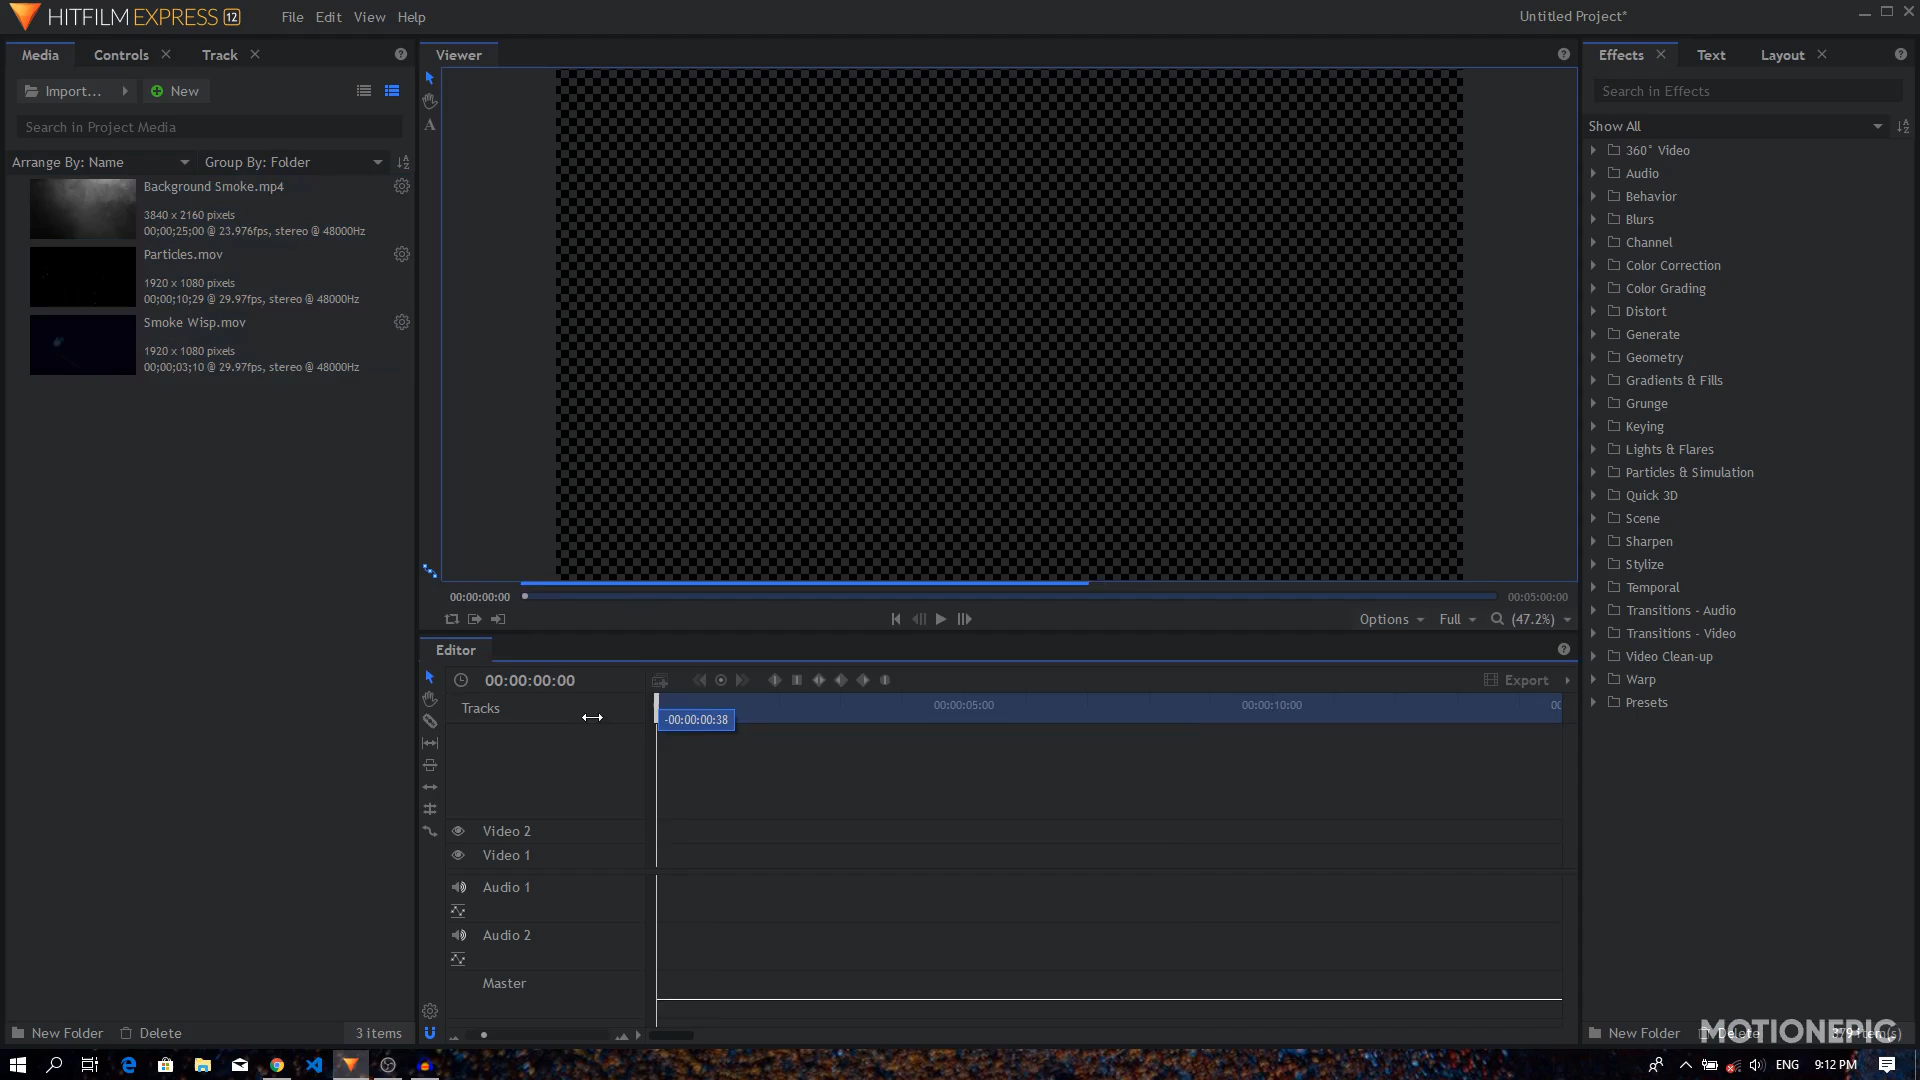 HITFILM EXPRESS 12
File Edit View Help
Untitled Project*
Media Controls Track
Import... New
Search in Project Media
Arrange By: Name Group By: Folder
Background Smoke.mp4
3840 x 2160 pixels
00;00;25;00 @ 23.976fps, stereo @ 48000Hz
Particles.mov
1920 x 1080 pixels
00;00;10;29 @ 29.97fps, stereo @ 48000Hz
Smoke Wisp.mov
1920 x 1080 pixels
00;00;03;10 @ 29.97fps, stereo @ 48000Hz
New Folder Delete 3 items
Viewer
A
00:00:00:00 00:05:00:00
Options Full (47.2%)
Editor
00:00:00:00 Export
Tracks
00:00:05:00 00:00:10:00
-00:00:00:38
Video 2
Video 1
Audio 1
Audio 2
Master
Effects Text Layout
Search in Effects
Show All
360° Video
Audio
Behavior
Blurs
Channel
Color Correction
Color Grading
Distort
Generate
Geometry
Gradients & Fills
Grunge
Keying
Lights & Flares
Particles & Simulation
Quick 3D
Scene
Sharpen
Stylize
Temporal
Transitions - Audio
Transitions - Video
Video Clean-up
Warp
Presets
New Folder Delete
MOTIONEPIC
ENG 9:12 PM